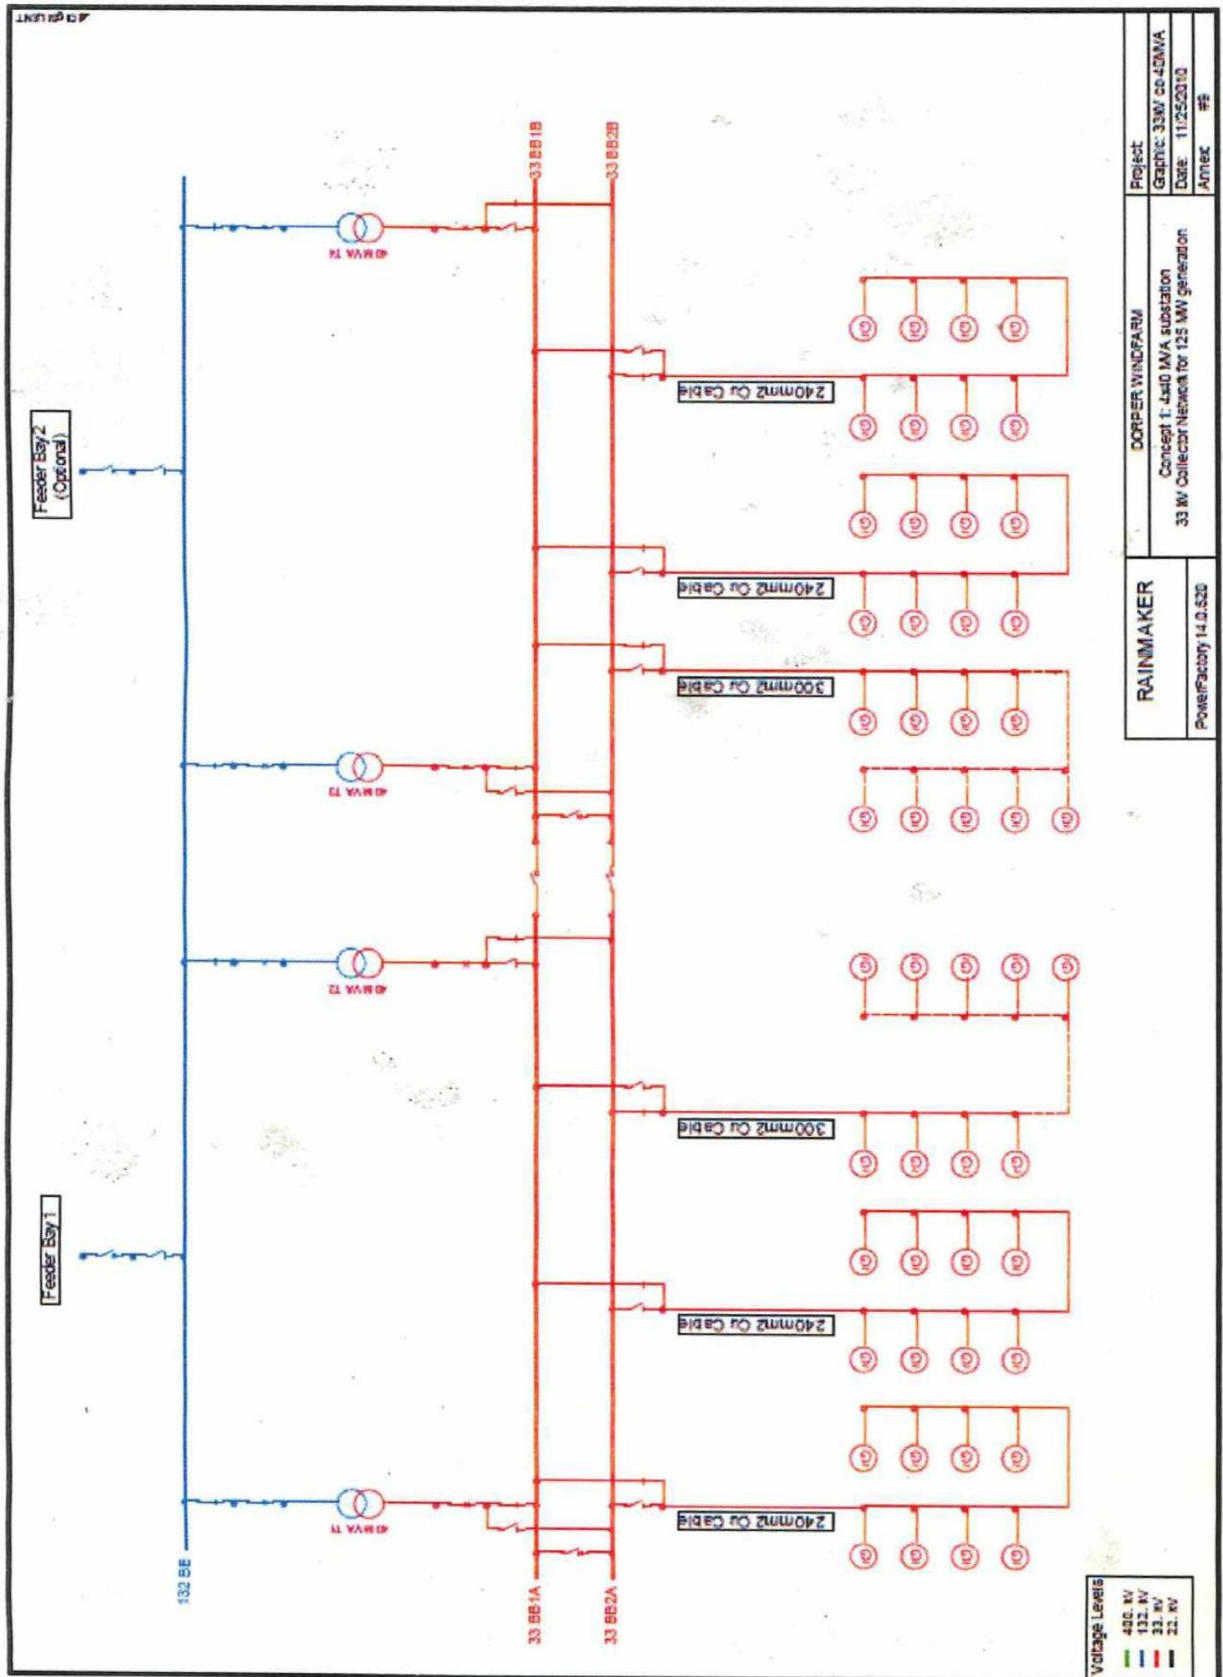 Feeder Bay 1
Feeder Bay 2
(Optional)
132 BB
40 MVA T1
40 MVA T2
40 MVA T3
40 MVA T4
33 BB1A
33 BB1B
33 BB2A
33 BB2B
240mm2 Cu Cable
240mm2 Cu Cable
300mm2 Cu Cable
300mm2 Cu Cable
240mm2 Cu Cable
240mm2 Cu Cable
Voltage Levels
400. kV
132. kV
33. kV
22. kV
RAINMAKER
PowerFactory 14.0.520
DORPER WINDFARM
Concept 1: 4x40 MVA substation
33 kV Collector Network for 125 MW generation
Project:
Graphic: 33kV
Date: 11/25/2010
Annex: #9